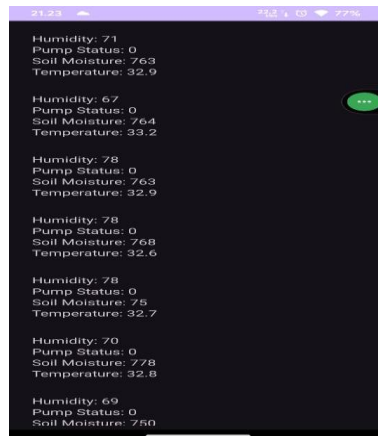 21.23
77%
Humidity: 71
Pump Status: 0
Soil Moisture: 763
Temperature: 32.9
Humidity: 67
Pump Status: 0
Soil Moisture: 764
Temperature: 33.2
Humidity: 78
Pump Status: 0
Soil Moisture: 763
Temperature: 32.9
Humidity: 78
Pump Status: 0
Soil Moisture: 768
Temperature: 32.6
Humidity: 78
Pump Status: 0
Soil Moisture: 75
Temperature: 32.7
Humidity: 70
Pump Status: 0
Soil Moisture: 778
Temperature: 32.8
Humidity: 69
Pump Status: 0
Soil Moisture: 750